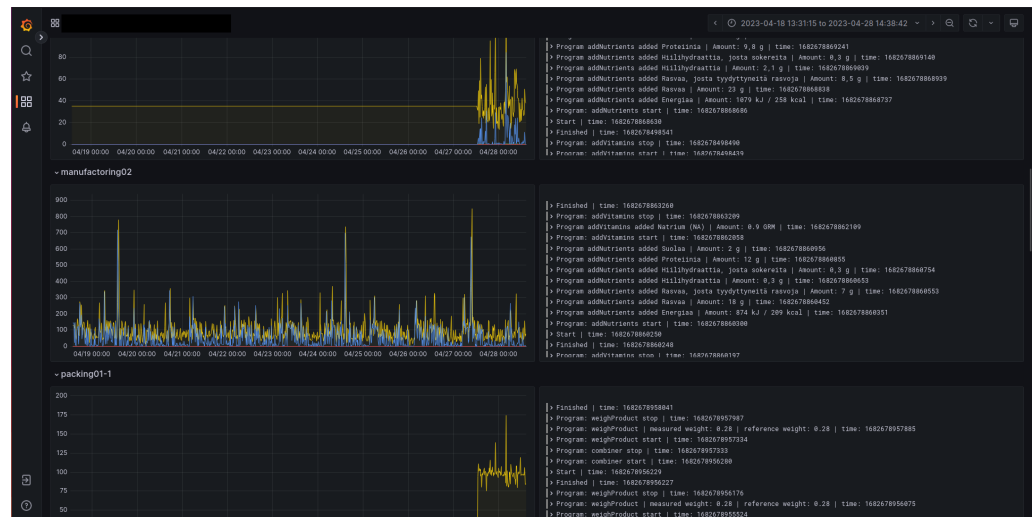 2023-04-18 13:31:15 to 2023-04-28 14:38:42
80
60
40
20
0
04/19 00:00 04/20 00:00 04/21 00:00 04/22 00:00 04/23 00:00 04/24 00:00 04/25 00:00 04/26 00:00 04/27 00:00 04/28 00:00
> Program addNutrients added Proteiinia | Amount: 9,8 g | time: 1682678869241
> Program addNutrients added Hiilihydraattia, josta sokereita | Amount: 0,3 g | time: 1682678869140
> Program addNutrients added Hiilihydraattia | Amount: 2,1 g | time: 1682678869039
> Program addNutrients added Rasvaa, josta tyydyttyneitä rasvoja | Amount: 8,5 g | time: 1682678868939
> Program addNutrients added Rasvaa | Amount: 23 g | time: 1682678868838
> Program addNutrients added Energiaa | Amount: 1079 kJ / 258 kcal | time: 1682678868737
> Program: addNutrients start | time: 1682678868686
> Start | time: 1682678868630
> Finished | time: 1682678498541
> Program: addVitamins stop | time: 1682678498490
> Program: addVitamins start | time: 1682678498439
manufactoring02
900
800
700
600
500
400
300
200
100
0
04/19 00:00 04/20 00:00 04/21 00:00 04/22 00:00 04/23 00:00 04/24 00:00 04/25 00:00 04/26 00:00 04/27 00:00 04/28 00:00
> Finished | time: 1682678863260
> Program: addVitamins stop | time: 1682678863209
> Program: addVitamins added Natrium (NA) | Amount: 0.9 GRM | time: 1682678862109
> Program: addVitamins start | time: 1682678862058
> Program addNutrients added Suolaa | Amount: 2 g | time: 1682678860956
> Program addNutrients added Proteiinia | Amount: 12 g | time: 1682678860855
> Program addNutrients added Hiilihydraattia, josta sokereita | Amount: 0,3 g | time: 1682678860754
> Program addNutrients added Hiilihydraattia | Amount: 0,3 g | time: 1682678860653
> Program addNutrients added Rasvaa, josta tyydyttyneitä rasvoja | Amount: 7 g | time: 1682678860553
> Program addNutrients added Rasvaa | Amount: 18 g | time: 1682678860452
> Program addNutrients added Energiaa | Amount: 874 kJ / 209 kcal | time: 1682678860351
> Program: addNutrients start | time: 1682678860300
> Start | time: 1682678860250
> Finished | time: 1682678860248
> Program: addVitamins stop | time: 1682678860197
packing01-1
200
175
150
125
100
75
50
> Finished | time: 1682678958041
> Program: weighProduct stop | time: 1682678957987
> Program: weighProduct | measured weight: 0.28 | reference weight: 0.28 | time: 1682678957885
> Program: weighProduct start | time: 1682678957334
> Program: combiner stop | time: 1682678957333
> Program: combiner start | time: 1682678956280
> Start | time: 1682678956229
> Finished | time: 1682678956227
> Program: weighProduct stop | time: 1682678956176
> Program: weighProduct | measured weight: 0.28 | reference weight: 0.28 | time: 1682678956075
> Program: weighProduct start | time: 1682678955524